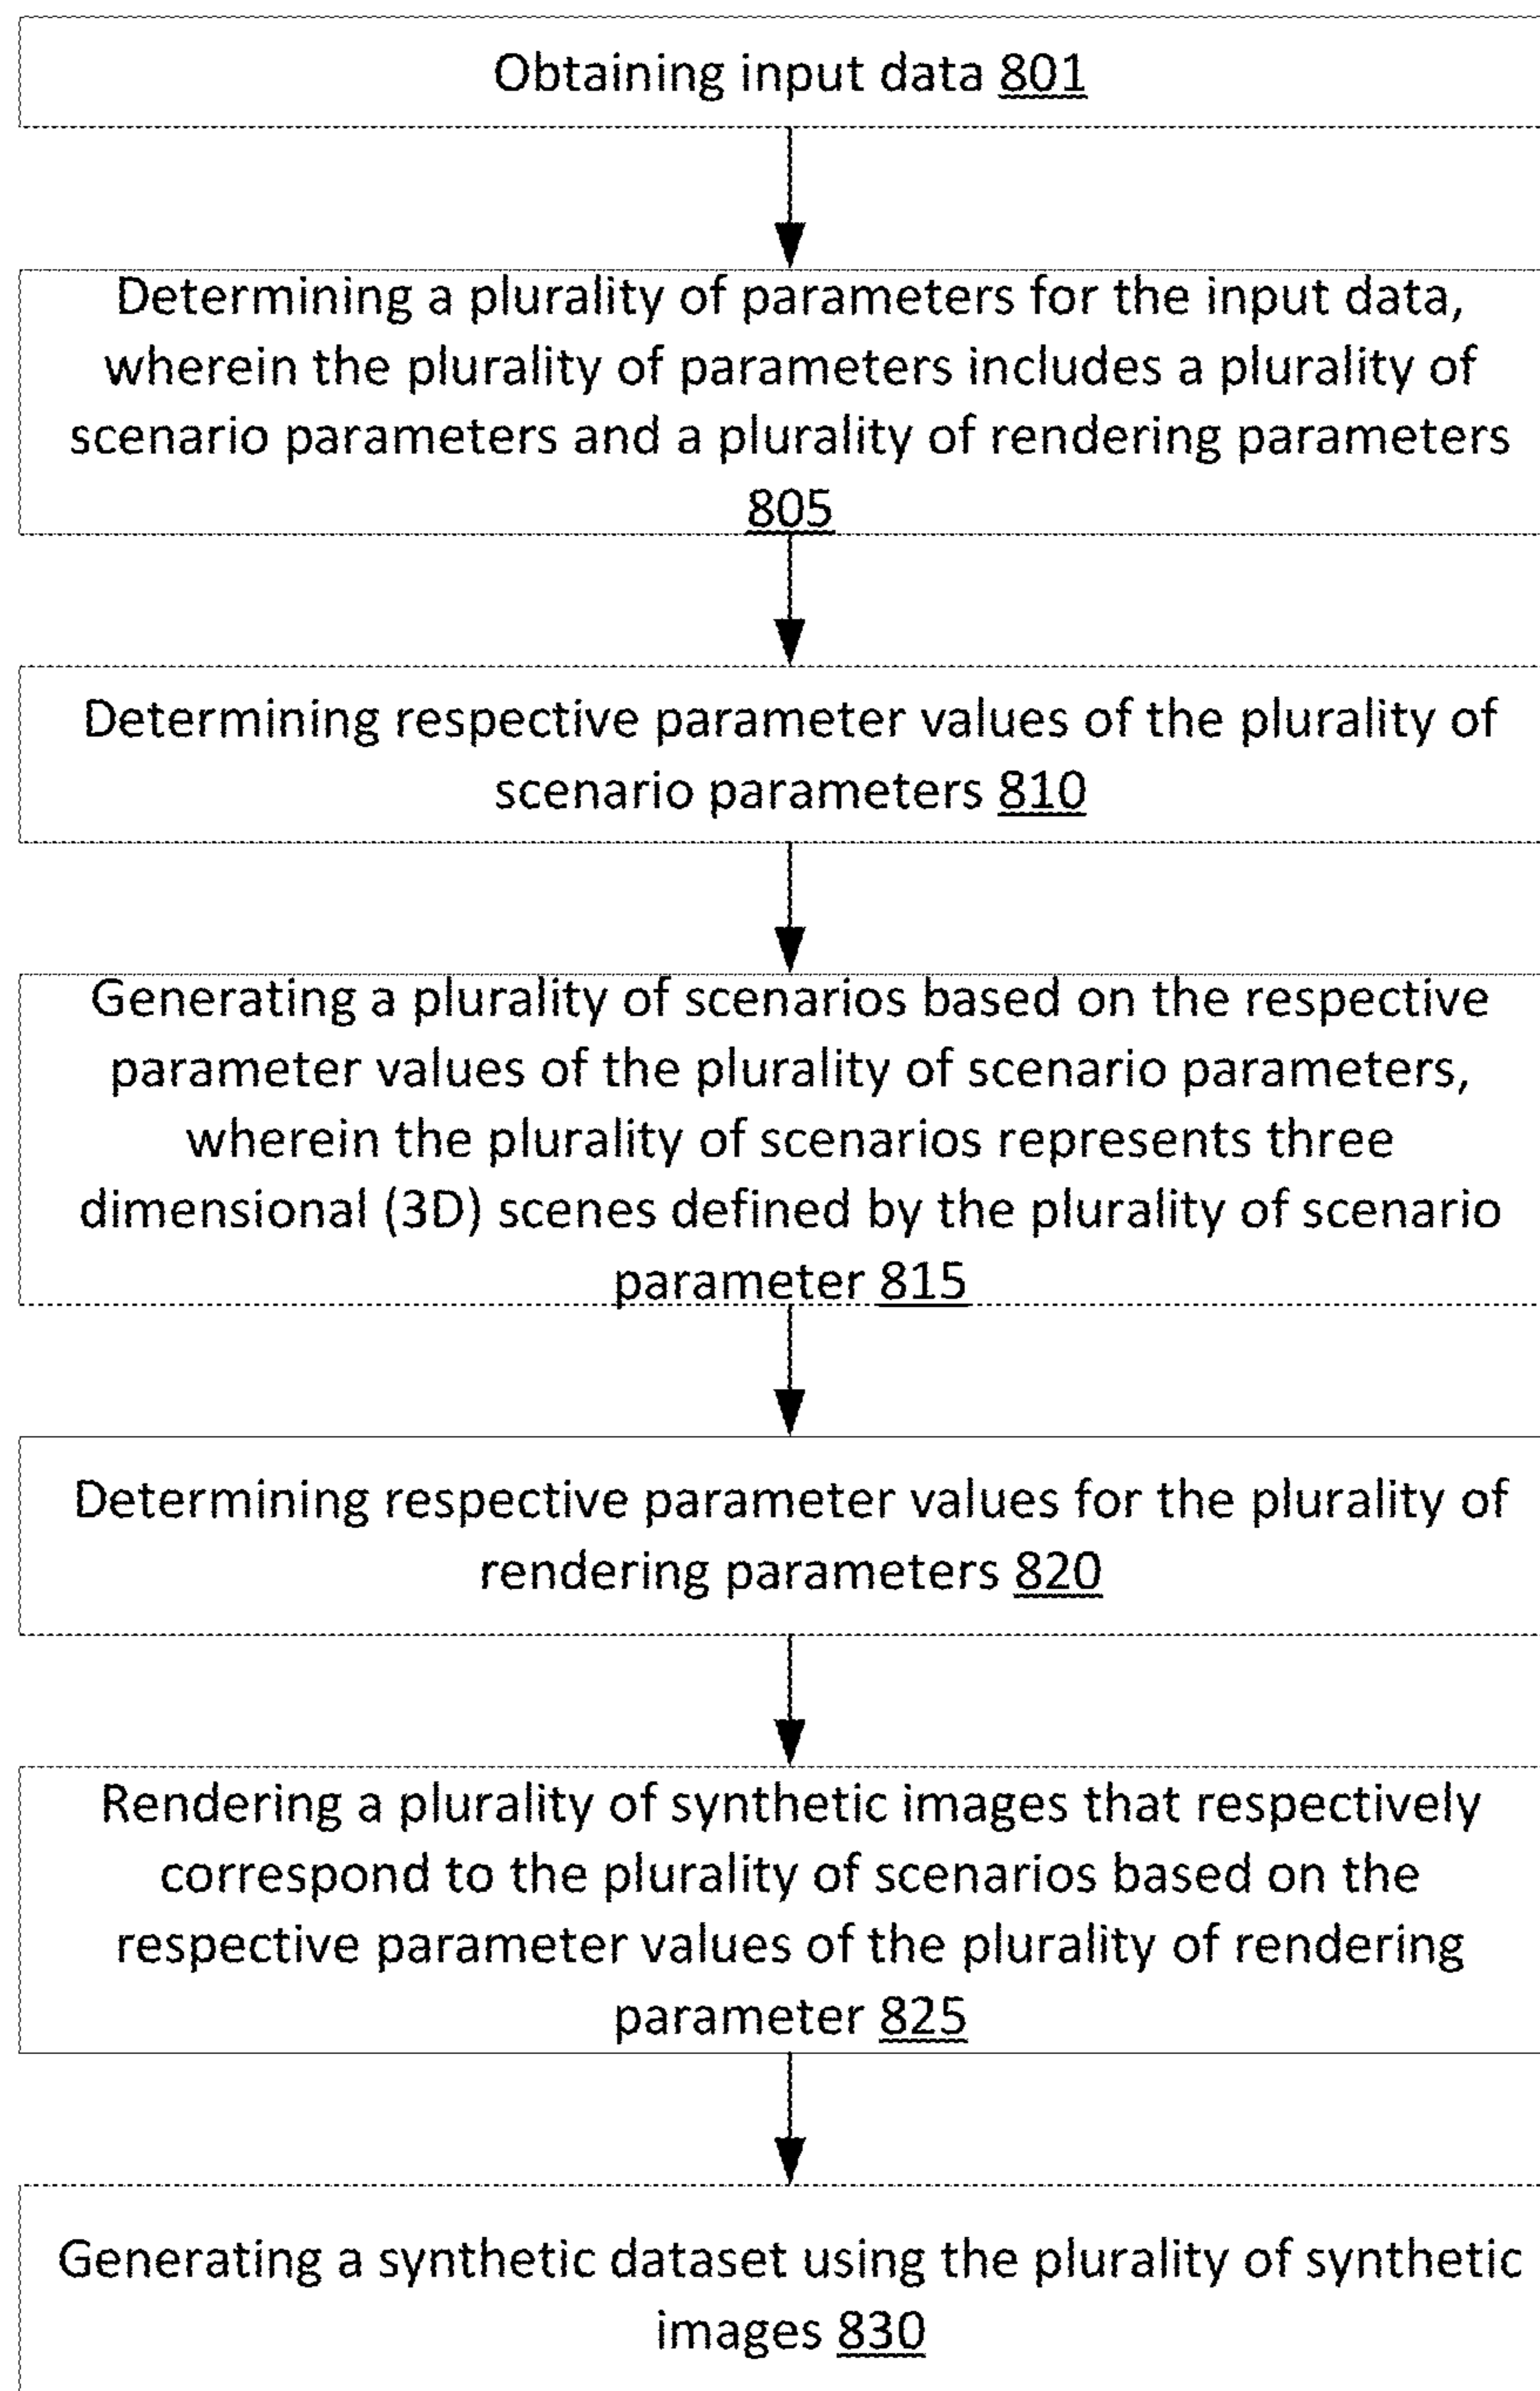 Obtaining input data 801
Determining a plurality of parameters for the input data,
wherein the plurality of parameters includes a plurality of
scenario parameters and a plurality of rendering parameters
805
Determining respective parameter values of the plurality of
scenario parameters 810
Generating a plurality of scenarios based on the respective
parameter values of the plurality of scenario parameters,
wherein the plurality of scenarios represents three
dimensional (3D) scenes defined by the plurality of scenario
parameter 815
Determining respective parameter values for the plurality of
rendering parameters 820
Rendering a plurality of synthetic images that respectively
correspond to the plurality of scenarios based on the
respective parameter values of the plurality of rendering
parameter 825
Generating a synthetic dataset using the plurality of synthetic
images 830